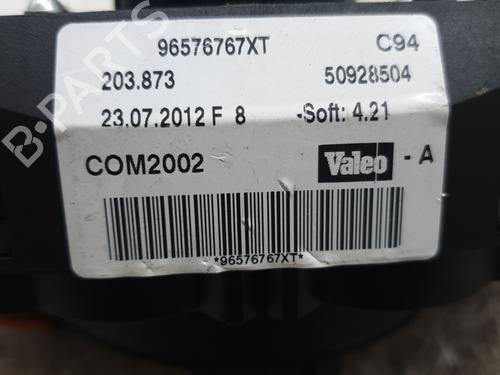 96576767XT C94
203.873 50928504
23.07.2012 F 8 -Soft: 4.21
COM2002 Valeo - A
*96576767XT*
B-PARTS